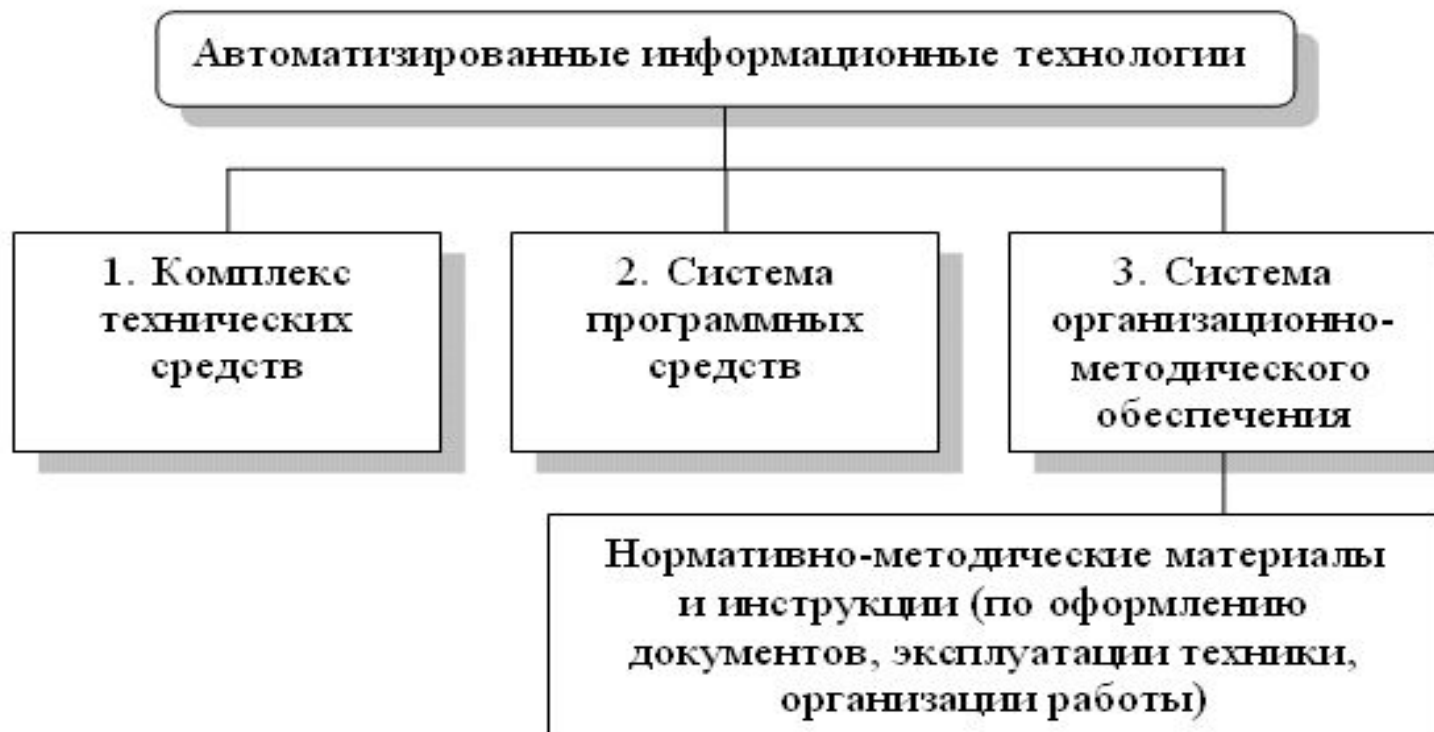 Автоматизированные информационные технологии
1. Комплекс
технических
средств
2. Система
программных
средств
3. Система
организационно-
методического
обеспечения
Нормативно-методические материалы
и инструкции (по оформлению
документов, эксплуатации техники,
организации работы)